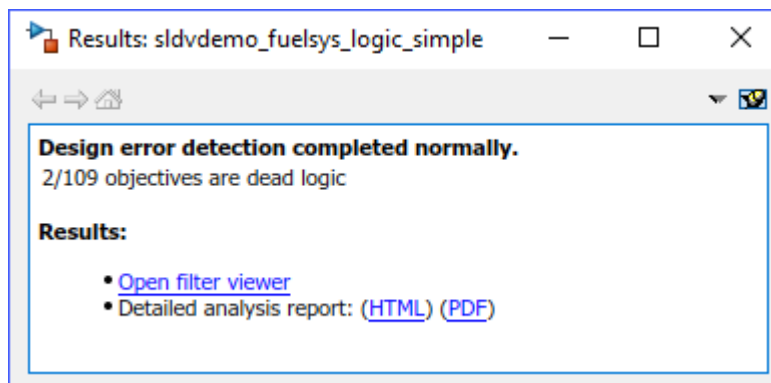 Results: sldvdemo_fuelsys_logic_simple
Design error detection completed normally.
2/109 objectives are dead logic
Results:
• Open filter viewer
• Detailed analysis report: (HTML) (PDF)